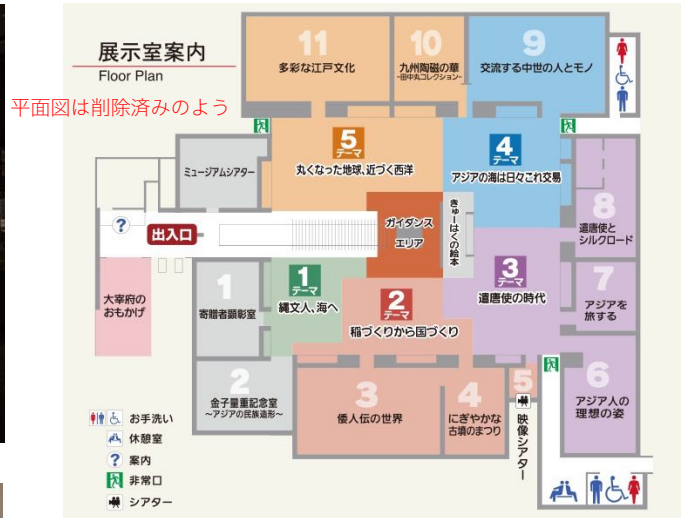 展示室案内
Floor Plan
平面図は削除済みのよう
11
多彩な江戸文化
10
九州陶磁の華
-田中丸コレクション-
9
交流する中世の人とモノ
5
テーマ
丸くなった地球、近づく西洋
4
テーマ
アジアの海は日々これ交易
ミュージアムシアター
ガイダンス
エリア
きゅーはくの絵本
8
遣唐使と
シルクロード
?
出入口
大宰府の
おもかげ
1
寄贈者顕彰室
1
テーマ
縄文人、海へ
2
テーマ
稲づくりから国づくり
3
テーマ
遣唐使の時代
7
アジアを
旅する
2
金子量重記念室
～アジアの民族造形～
3
倭人伝の世界
4
にぎやかな
古墳のまつり
5
映像シアター
6
アジア人の
理想の姿
お手洗い
休憩室
? 案内
非常口
シアター